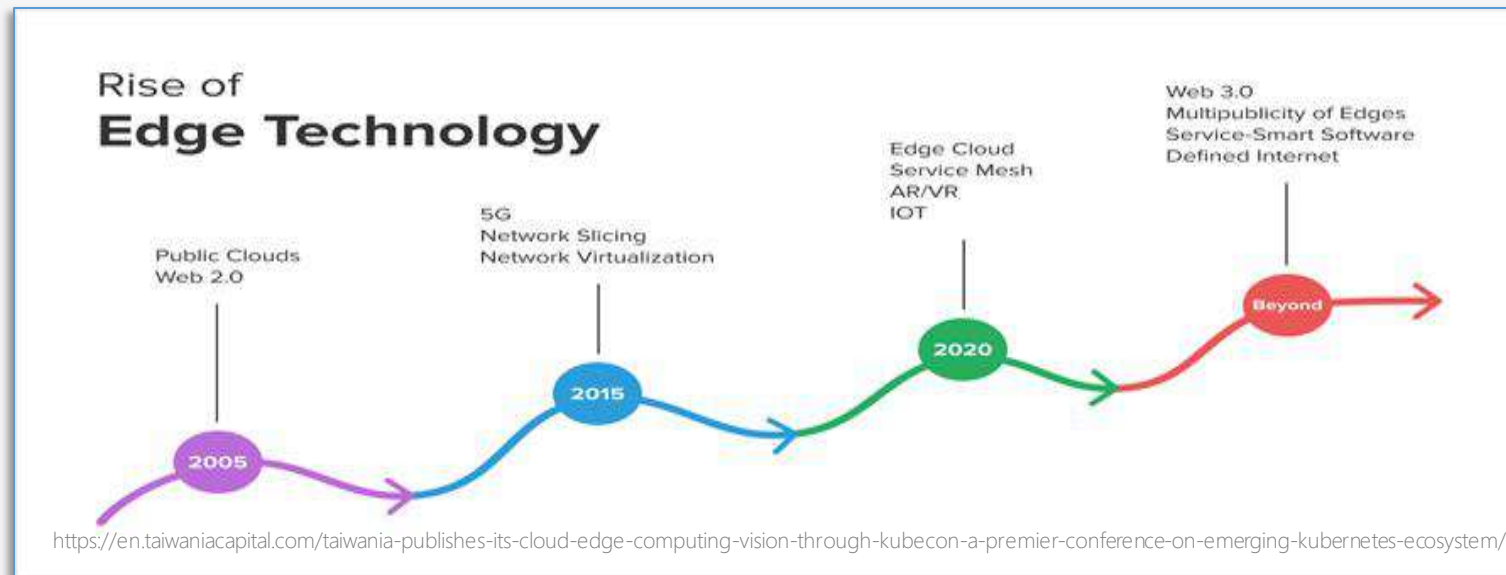 Rise of
Edge Technology
Public Clouds
Web 2.0
2005
5G
Network Slicing
Network Virtualization
2015
Edge Cloud
Service Mesh
AR/VR
IOT
2020
Web 3.0
Multipublicity of Edges
Service-Smart Software
Defined Internet
Beyond
https://en.taiwaniacapital.com/taiwania-publishes-its-cloud-edge-computing-vision-through-kubecon-a-premier-conference-on-emerging-kubernetes-ecosystem/